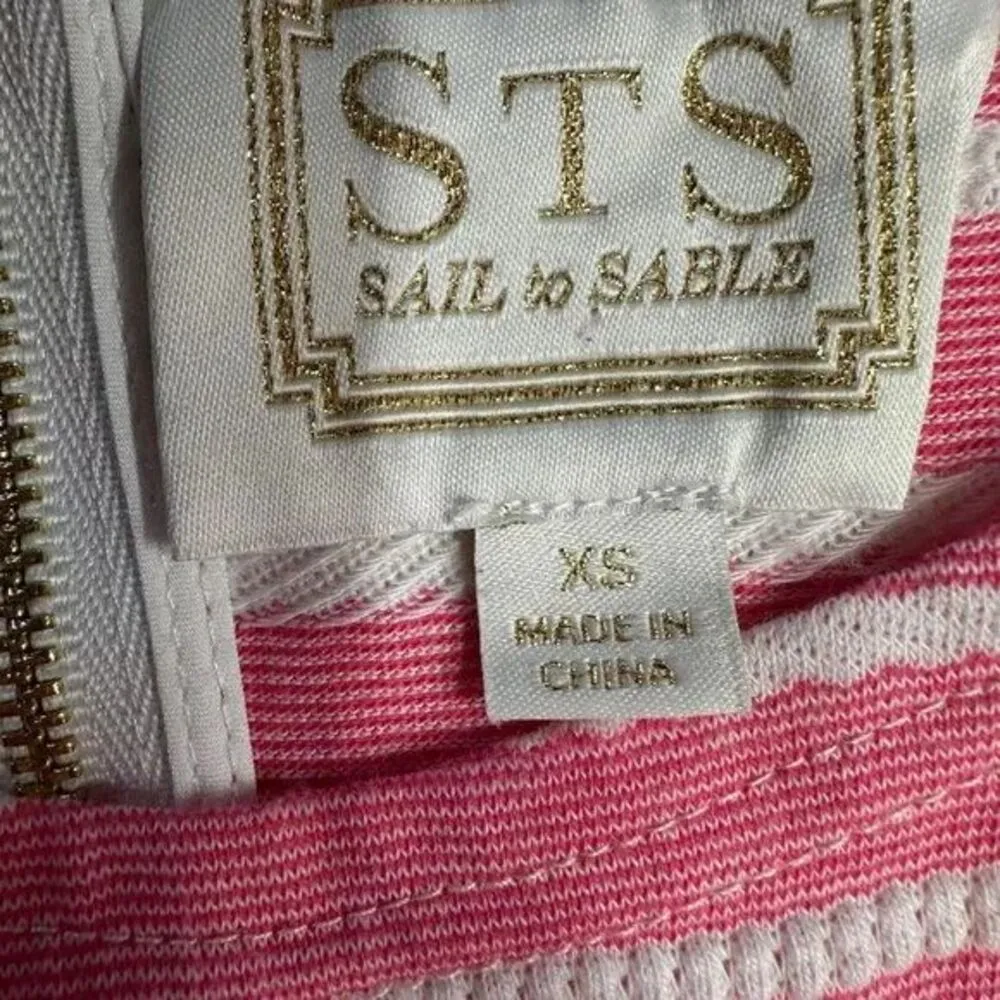 STS
SAIL to SABLE
XS
MADE IN
CHINA